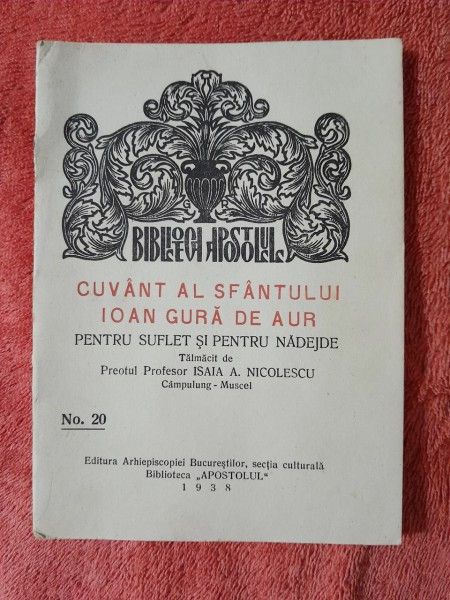 BIBLIOTECA APOSTOLUL
CUVÂNT AL SFÂNTULUI
IOAN GURĂ DE AUR
PENTRU SUFLET ȘI PENTRU NĂDEJDE
Tălmăcit de
Preotul Profesor ISAIA A. NICOLESCU
Câmpulung - Muscel
No. 20
Editura Arhiepiscopiei Bucureștilor, secția culturală
Biblioteca „APOSTOLUL"
1938